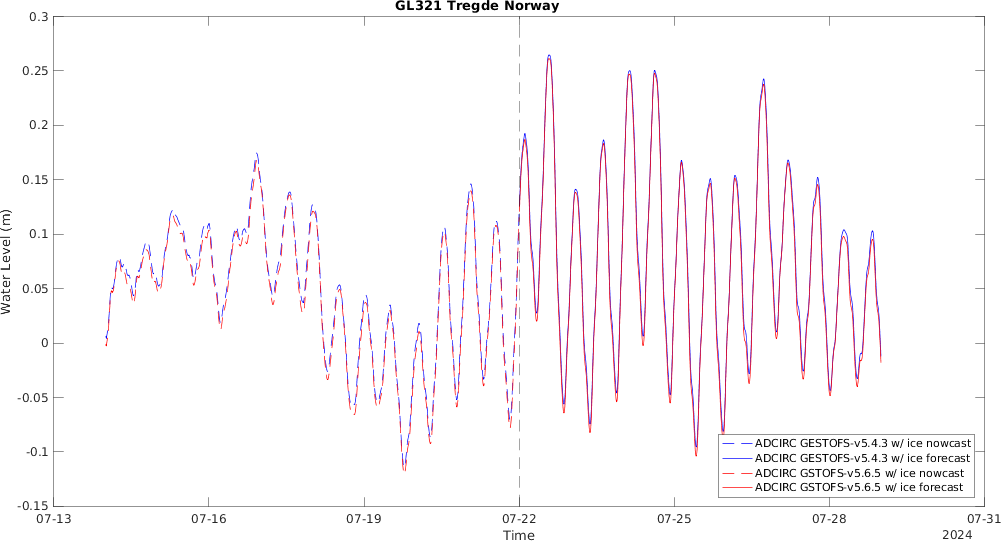 GL321 Tregde Norway
0.3
0.25
0.2
0.15
0.1
0.05
0
-0.05
-0.1
-0.15
Water Level (m)
ADCIRC GESTOFS-v5.4.3 w/ ice nowcast
ADCIRC GESTOFS-v5.4.3 w/ ice forecast
ADCIRC GSTOFS-v5.6.5 w/ ice nowcast
ADCIRC GSTOFS-v5.6.5 w/ ice forecast
07-13 07-16 07-19 07-22 07-25 07-28 07-31
Time
2024